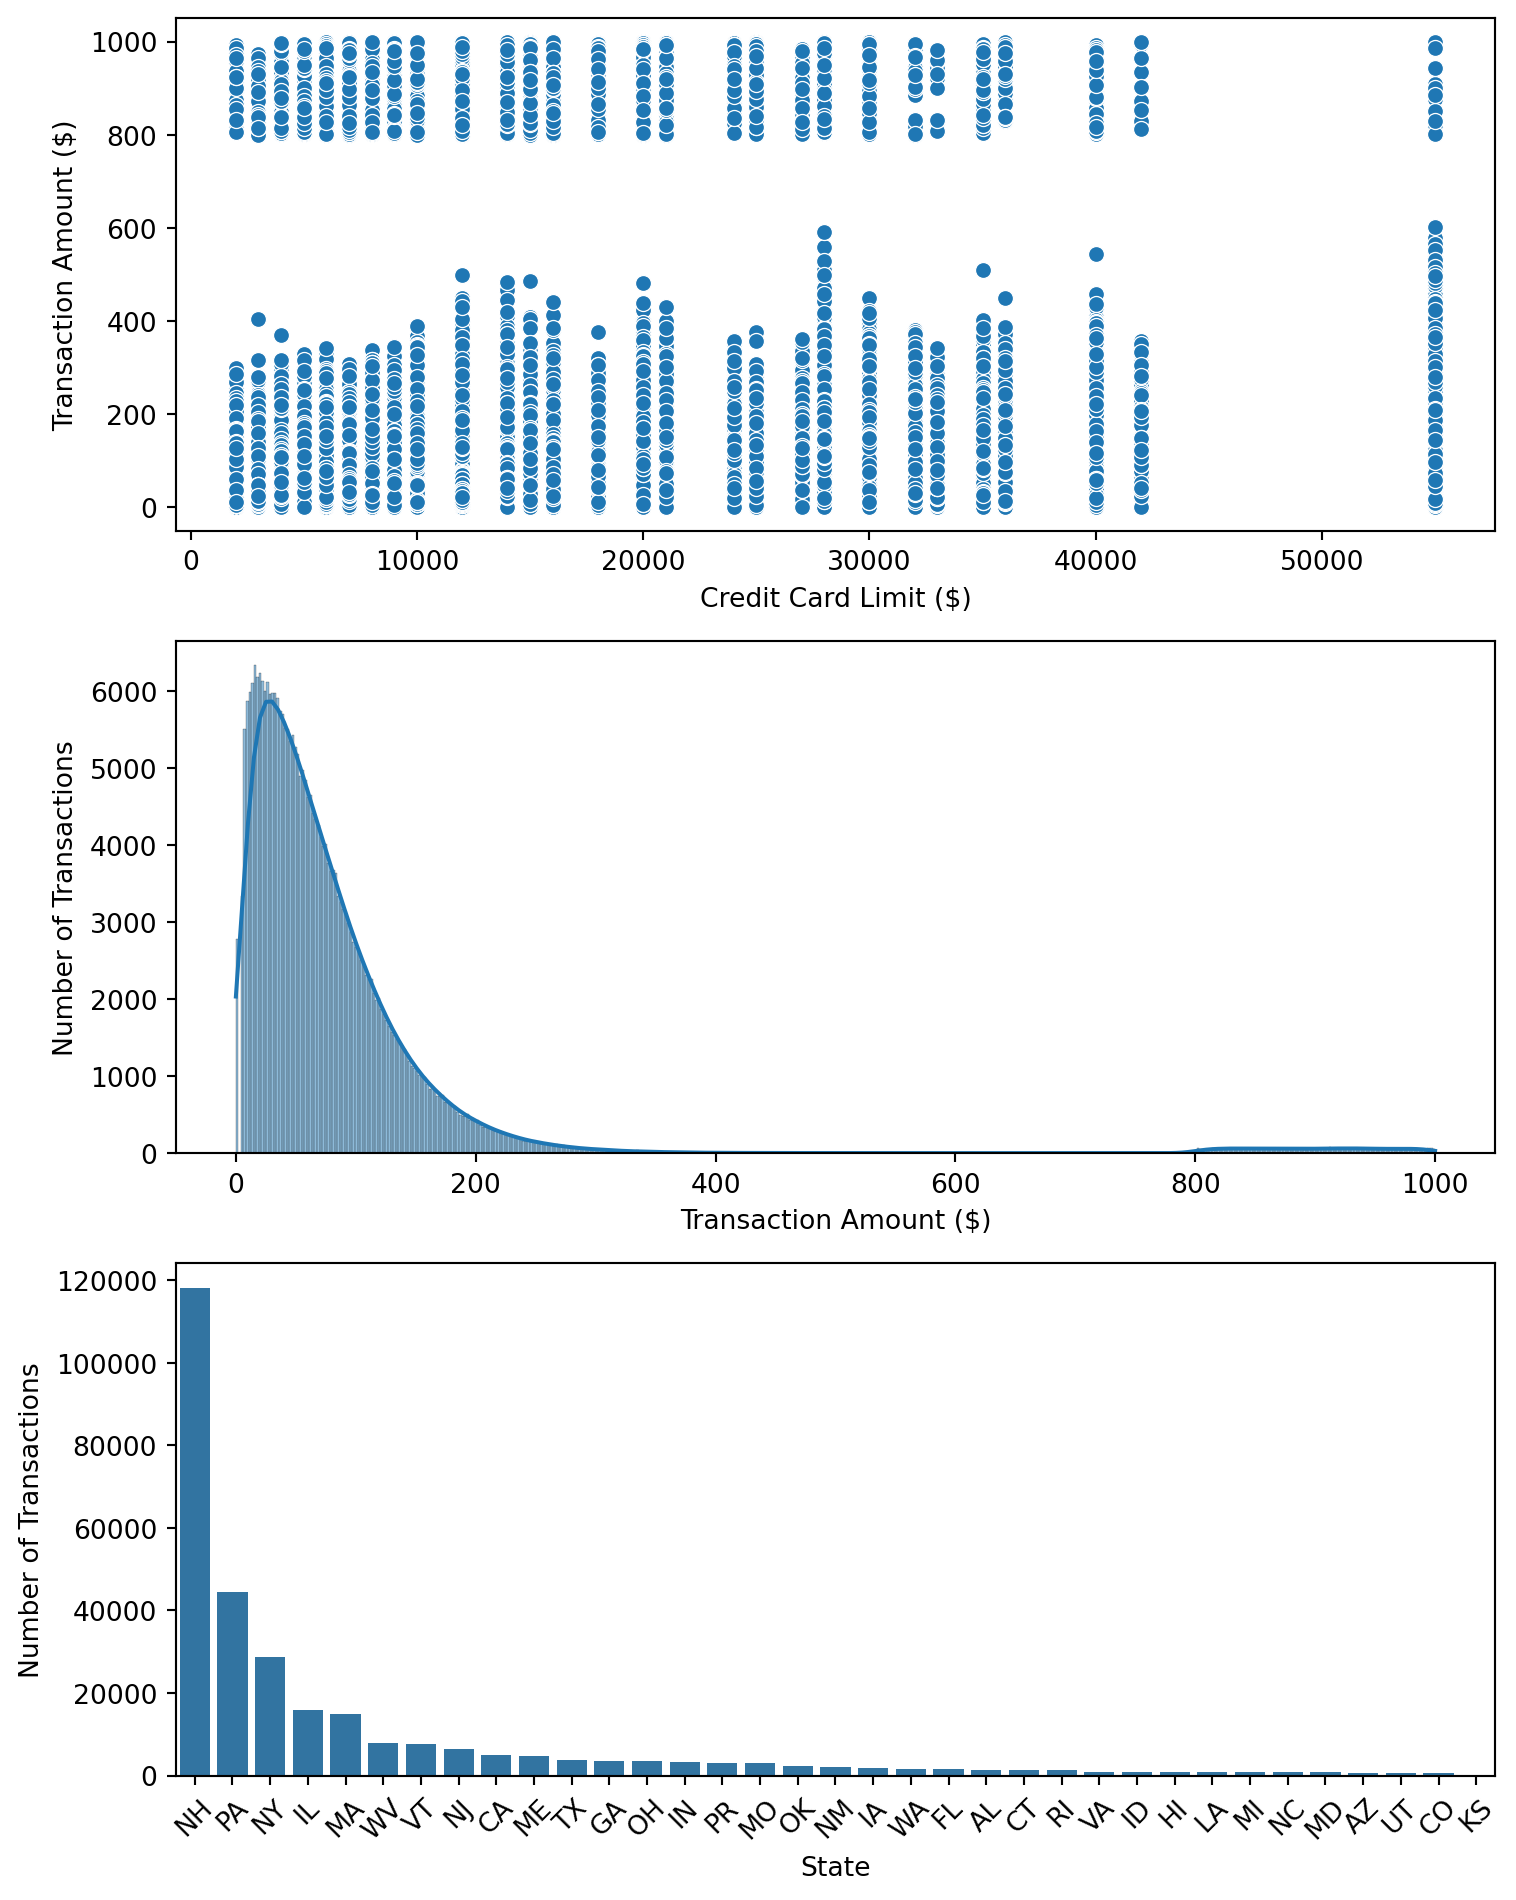 1000
800
600
400
200
0
Transaction Amount ($)
0 10000 20000 30000 40000 50000
Credit Card Limit ($)
6000
5000
4000
3000
2000
1000
0
Number of Transactions
0 200 400 600 800 1000
Transaction Amount ($)
120000
100000
80000
60000
40000
20000
0
Number of Transactions
NH PA NY IL MA WV VT NJ CA ME TX GA OH IN PR MO OK NM IA WA FL AL CT RI VA ID HI LA MI NC MD AZ UT CO KS
State